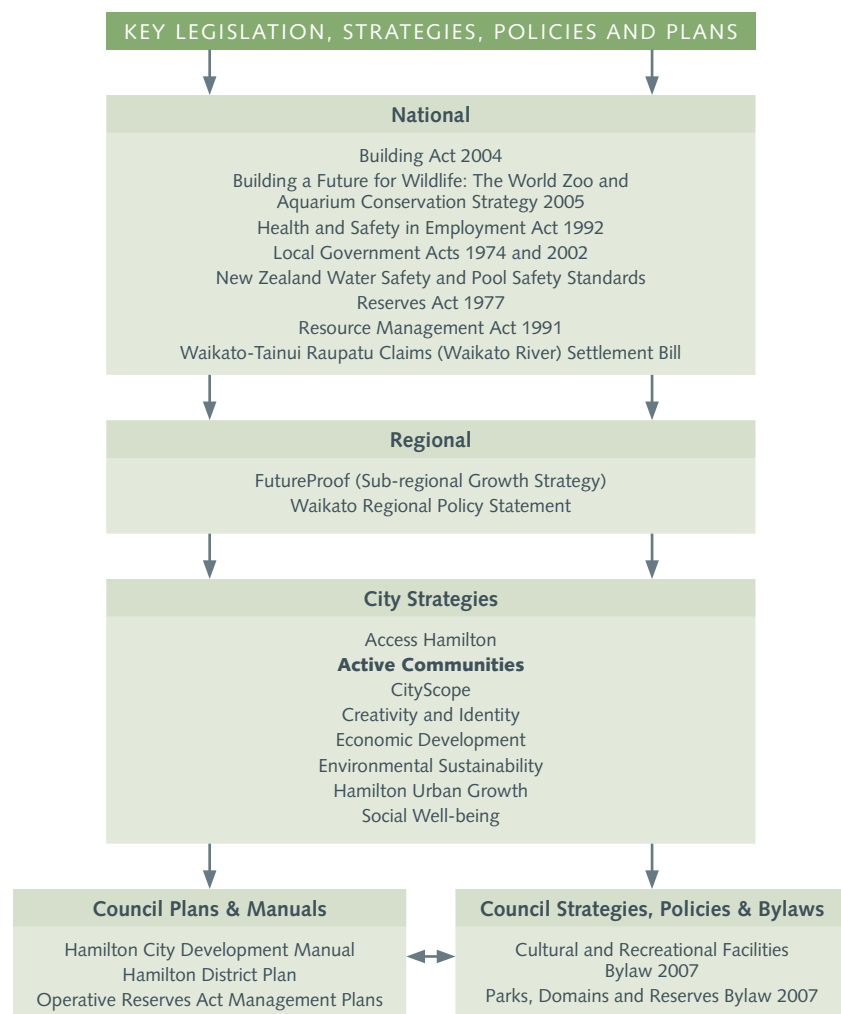 KEY LEGISLATION, STRATEGIES, POLICIES AND PLANS
National
Building Act 2004
Building a Future for Wildlife: The World Zoo and
Aquarium Conservation Strategy 2005
Health and Safety in Employment Act 1992
Local Government Acts 1974 and 2002
New Zealand Water Safety and Pool Safety Standards
Reserves Act 1977
Resource Management Act 1991
Waikato-Tainui Raupatu Claims (Waikato River) Settlement Bill
Regional
FutureProof (Sub-regional Growth Strategy)
Waikato Regional Policy Statement
City Strategies
Access Hamilton
Active Communities
CityScope
Creativity and Identity
Economic Development
Environmental Sustainability
Hamilton Urban Growth
Social Well-being
Council Plans & Manuals
Hamilton City Development Manual
Hamilton District Plan
Operative Reserves Act Management Plans
Council Strategies, Policies & Bylaws
Cultural and Recreational Facilities
Bylaw 2007
Parks, Domains and Reserves Bylaw 2007